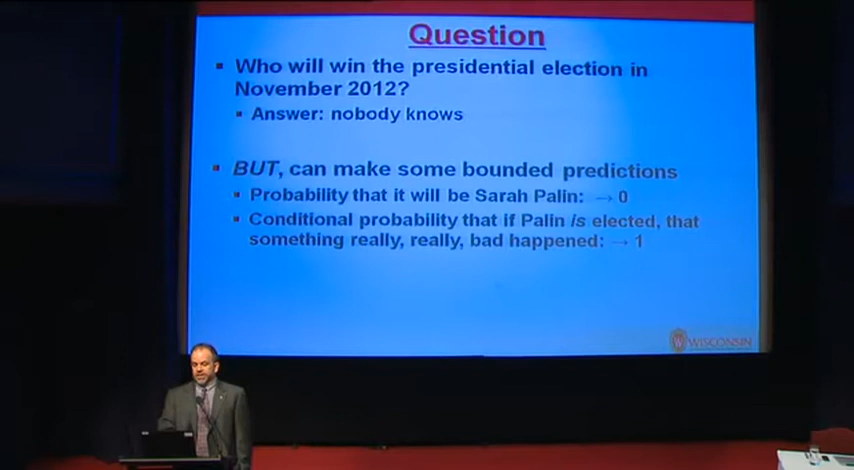 Question
▪ Who will win the presidential election in
November 2012?
▪ Answer: nobody knows
▪ BUT, can make some bounded predictions
▪ Probability that it will be Sarah Palin: → 0
▪ Conditional probability that if Palin is elected, that
something really, really, bad happened: → 1
W WISCONSIN